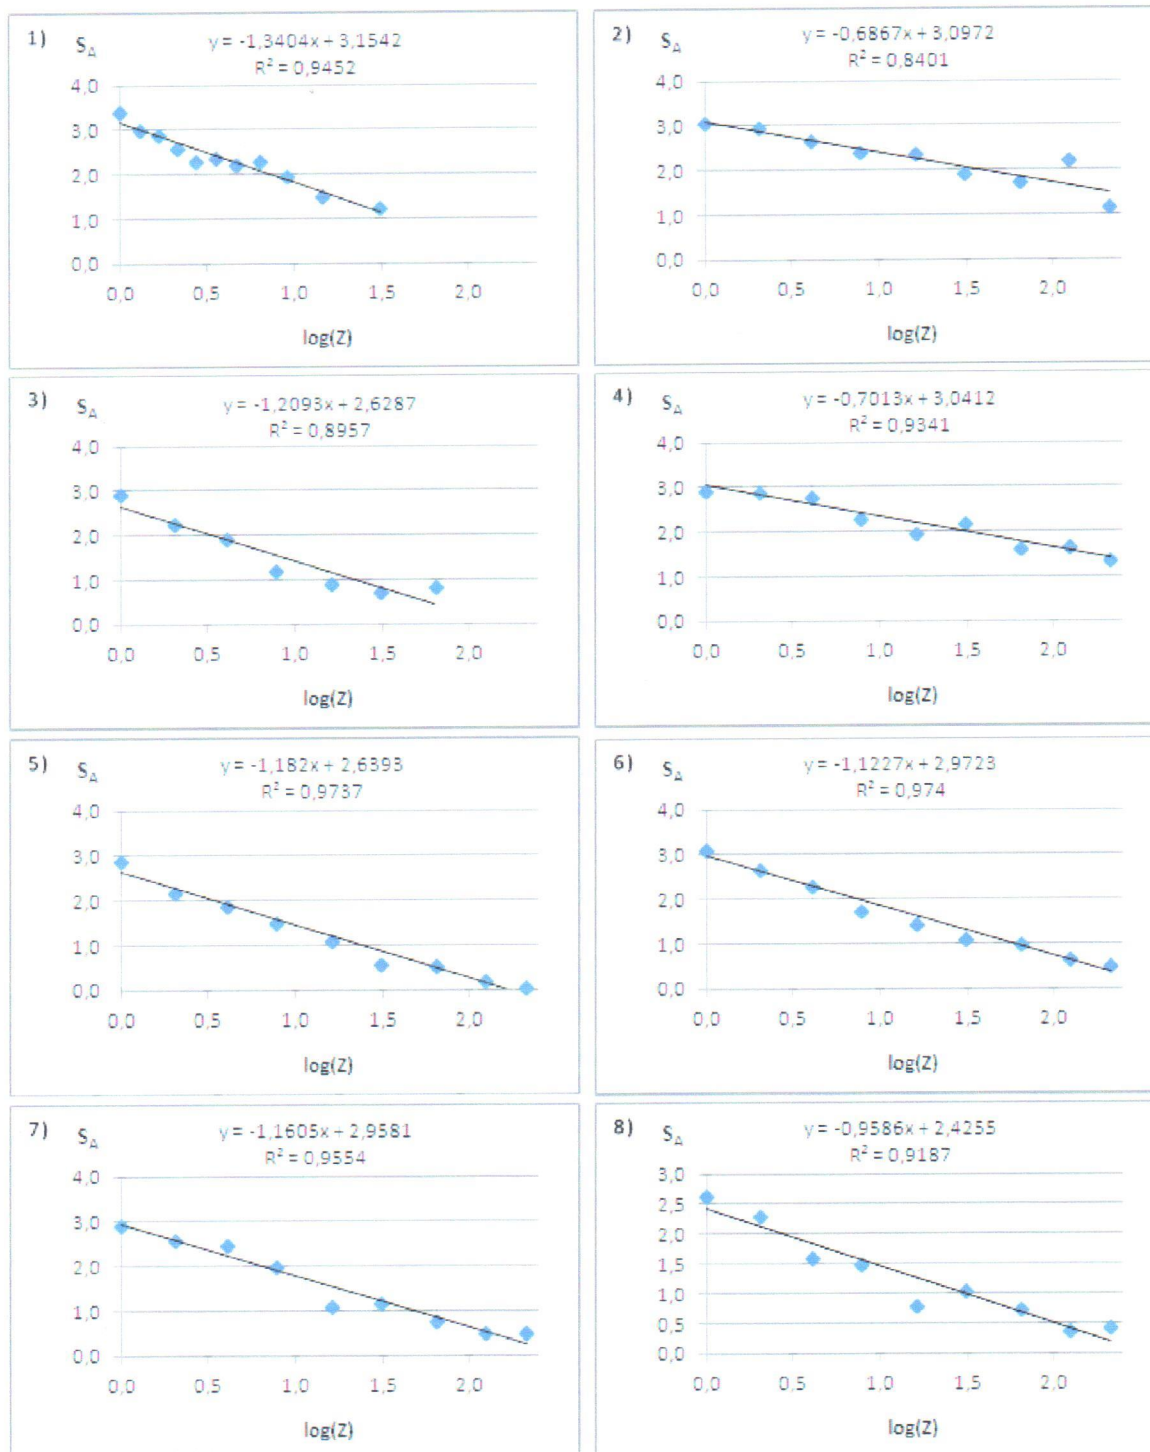 1) S_A y = -1,3404x + 3,1542
R² = 0,9452
4,0
3,0
2,0
1,0
0,0
0,0 0,5 1,0 1,5 2,0
log(Z)
2) S_A y = -0,6867x + 3,0972
R² = 0,8401
4,0
3,0
2,0
1,0
0,0
0,0 0,5 1,0 1,5 2,0
log(Z)
3) S_A y = -1,2093x + 2,6287
R² = 0,8957
4,0
3,0
2,0
1,0
0,0
0,0 0,5 1,0 1,5 2,0
log(Z)
4) S_A y = -0,7013x + 3,0412
R² = 0,9341
4,0
3,0
2,0
1,0
0,0
0,0 0,5 1,0 1,5 2,0
log(Z)
5) S_A y = -1,182x + 2,6393
R² = 0,9737
4,0
3,0
2,0
1,0
0,0
0,0 0,5 1,0 1,5 2,0
log(Z)
6) S_A y = -1,1227x + 2,9723
R² = 0,974
4,0
3,0
2,0
1,0
0,0
0,0 0,5 1,0 1,5 2,0
log(Z)
7) S_A y = -1,1605x + 2,9581
R² = 0,9554
4,0
3,0
2,0
1,0
0,0
0,0 0,5 1,0 1,5 2,0
log(Z)
8) S_A y = -0,9586x + 2,4255
R² = 0,9187
3,0
2,5
2,0
1,5
1,0
0,5
0,0
0,0 0,5 1,0 1,5 2,0
log(Z)